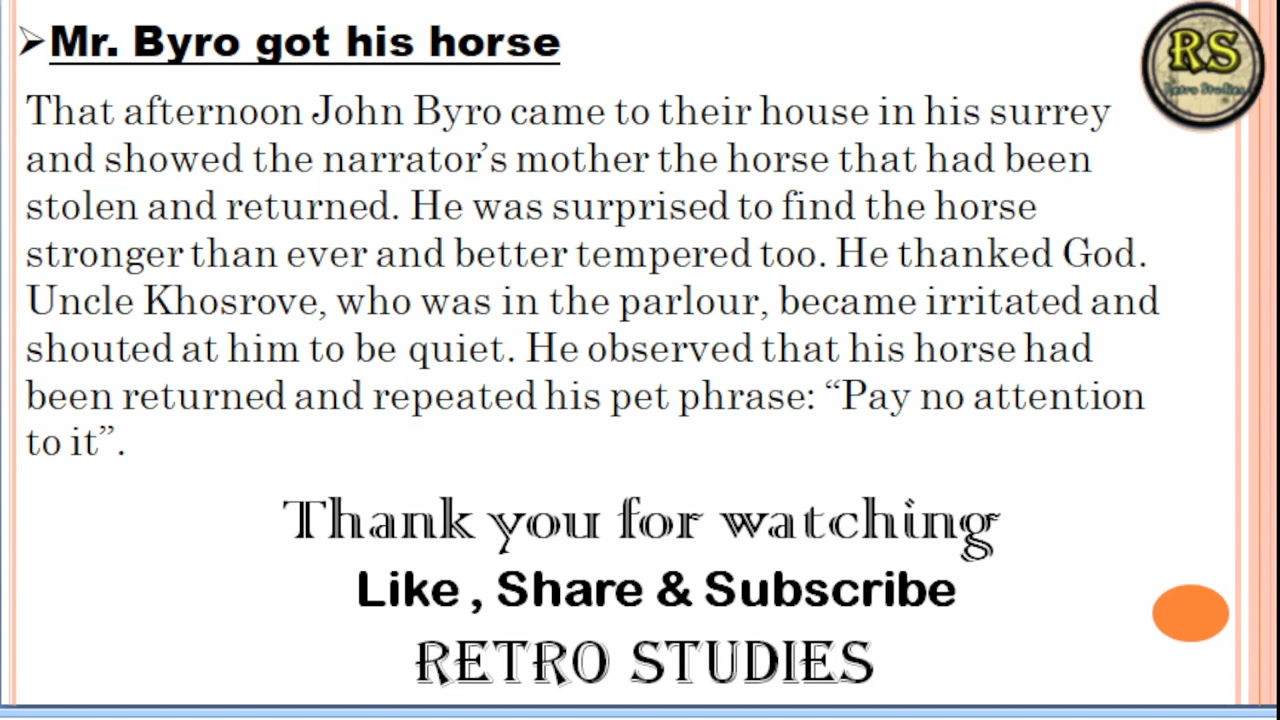 ➢Mr. Byro got his horse
RS
Retro Studies
That afternoon John Byro came to their house in his surrey
and showed the narrator’s mother the horse that had been
stolen and returned. He was surprised to find the horse
stronger than ever and better tempered too. He thanked God.
Uncle Khosrove, who was in the parlour, became irritated and
shouted at him to be quiet. He observed that his horse had
been returned and repeated his pet phrase: “Pay no attention
to it”.
Thank you for watching
Like , Share & Subscribe
RETRO STUDIES